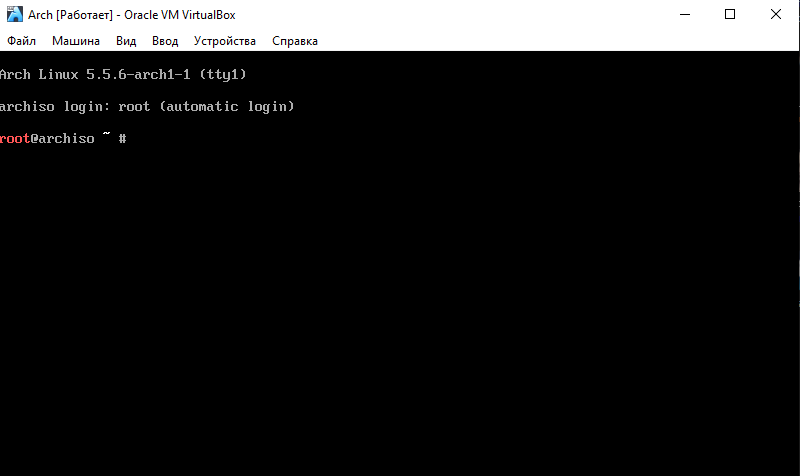 Arch [Работает] - Oracle VM VirtualBox
Файл Машина Вид Ввод Устройства Справка
Arch Linux 5.5.6-arch1-1 (tty1)
archiso login: root (automatic login)
root@archiso ~ #